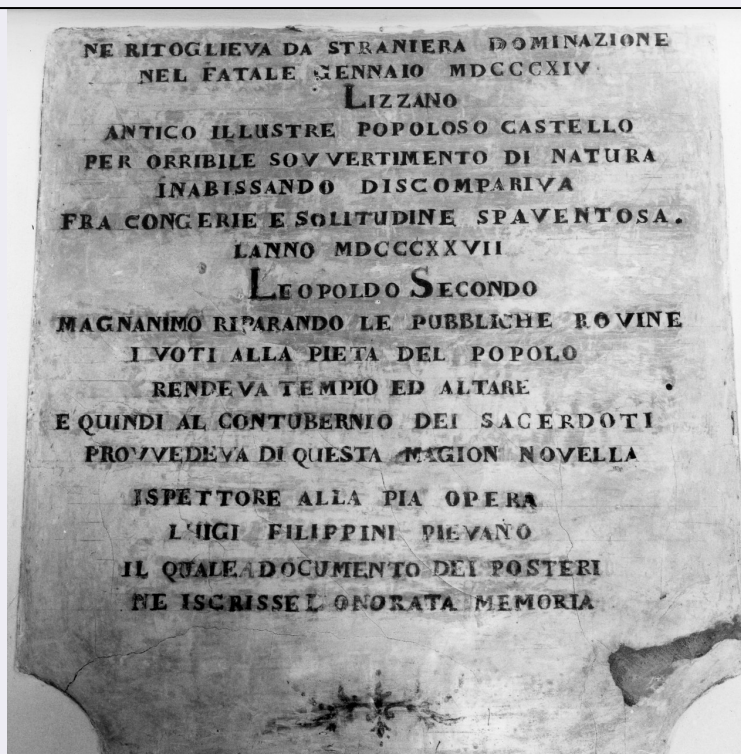 NE RITOGLIEVA DA STRANIERA DOMINAZIONE
NEL FATALE GENNAIO MDCCCXIV
LIZZANO
ANTICO ILLUSTRE POPOLOSO CASTELLO
PER ORRIBILE SOVVERTIMENTO DI NATURA
INABISSANDO DISCOMPARIVA
FRA CONGERIE E SOLITUDINE SPAVENTOSA.
LANNO MDCCCXXVII
LEOPOLDO SECONDO
MAGNANIMO RIPARANDO LE PUBBLICHE ROVINE
I VOTI ALLA PIETA DEL POPOLO
RENDEVA TEMPIO ED ALTARE
E QUINDI AL CONTUBERNIO DEI SACERDOTI
PROVVEDEVA DI QUESTA MAGION NOVELLA
ISPETTORE ALLA PIA OPERA
LUIGI FILIPPINI PIEVANO
IL QUALE A DOCUMENTO DEI POSTERI
NE ISCRISSE L'ONORATA MEMORIA